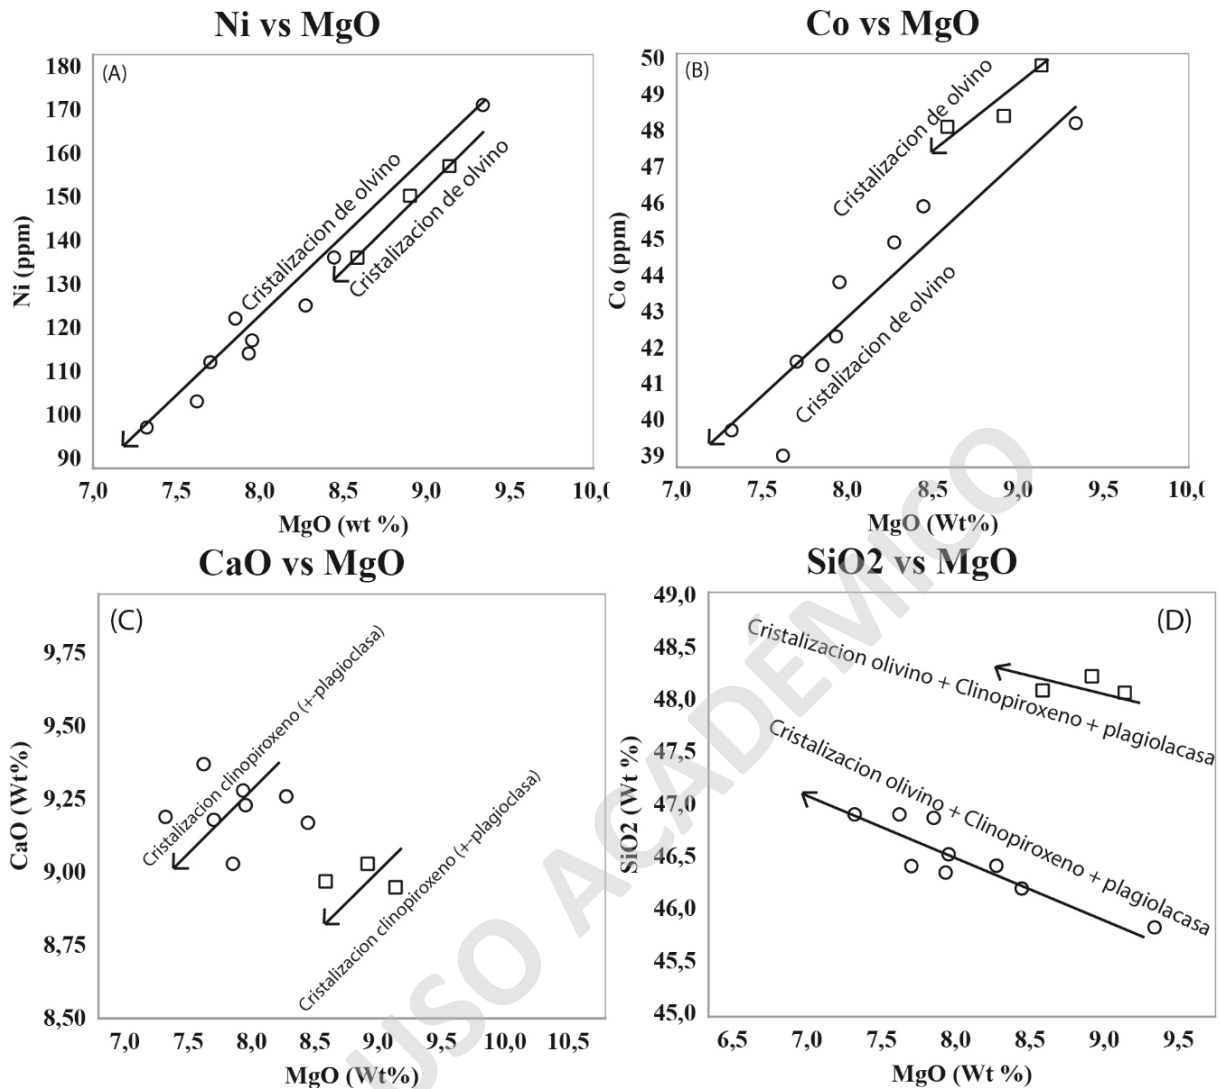 Ni vs MgO
(A)
180
170
160
150
140
130
120
110
100
90
Ni (ppm)
Cristalizacion de olvino
Cristalizacion de olvino
7,0 7,5 8,0 8,5 9,0 9,5 10,0
MgO (wt %)
Co vs MgO
(B)
50
49
48
47
46
45
44
43
42
41
40
39
Co (ppm)
Cristalizacion de olvino
Cristalizacion de olvino
7,0 7,5 8,0 8,5 9,0 9,5 10,0
MgO (Wt%)
CaO vs MgO
(C)
9,75
9,50
9,25
9,00
8,75
8,50
CaO (Wt%)
Cristalizacion clinopiroxeno (+-plagioclasa)
Cristalizacion clinopiroxeno (+-plagioclasa)
7,0 7,5 8,0 8,5 9,0 9,5 10,0 10,5
MgO (Wt%)
SiO2 vs MgO
(D)
49,0
48,5
48,0
47,5
47,0
46,5
46,0
45,5
45,0
SiO2 (Wt %)
Cristalizacion olivino + Clinopiroxeno + plagiolacasa
Cristalizacion olivino + Clinopiroxeno + plagiolacasa
6,5 7,0 7,5 8,0 8,5 9,0 9,5
MgO (Wt %)
USO ACADÉMICO